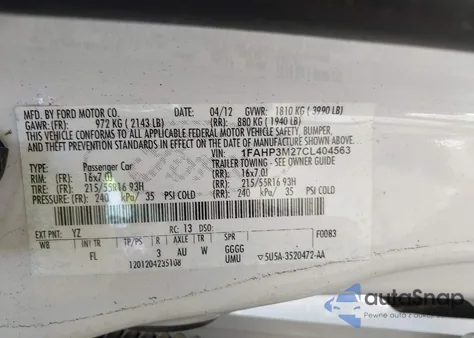 MFD. BY FORD MOTOR CO. DATE: 04/12 GVWR: 1810 KG ( 3990 LB)
GAWR: (FR): 972 KG ( 2143 LB) (RR): 880 KG ( 1940 LB)
THIS VEHICLE CONFORMS TO ALL APPLICABLE FEDERAL MOTOR VEHICLE SAFETY, BUMPER,
AND THEFT PREVENTION STANDARDS IN EFFECT ON THE DATE OF MANUFACTURE SHOWN ABOVE.
VIN: 1FAHP3M27CL404563
TYPE: Passenger Car TRAILER TOWING - SEE OWNER GUIDE
RIM: (FR): 16x7.0J (RR): 16x7.0J
TIRE: (FR): 215/55R16 93H (RR): 215/55R16 93H
PRESSURE: (FR): 240 kPa/ 35 PSI COLD (RR): 240 kPa/ 35 PSI COLD
EXT PNT: YZ RC: 13 DSO: F0083
WB INT TR TP/PS R AXLE TR SPR
FL 3 AU W GGGG
UMU
1201204235108 5U5A-3520472-AA
autoSnap
Pewne auta z